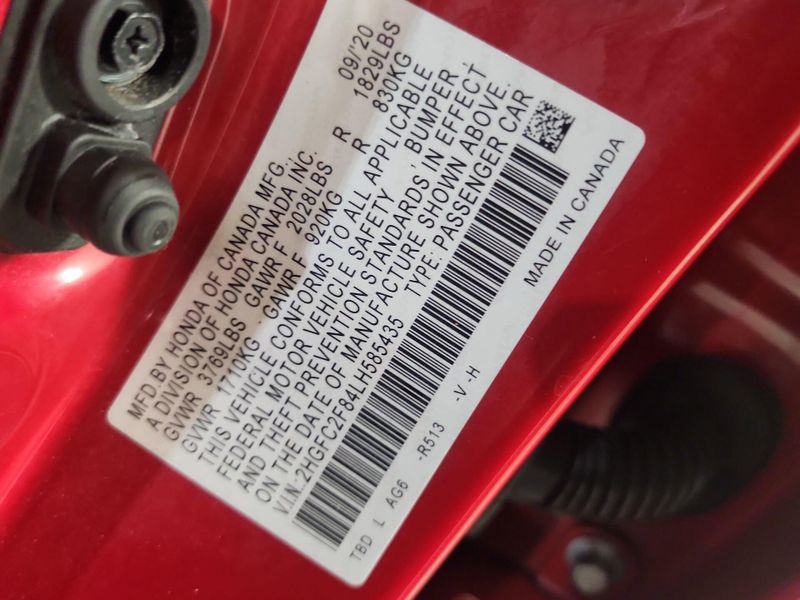 MFD.BY HONDA OF CANADA MFG. 09/'20
A DIVISION OF HONDA CANADA INC.
GVWR 3769LBS GAWR F 2028LBS R 1829LBS
GVWR 1710KG GAWR F 920KG R 830KG
THIS VEHICLE CONFORMS TO ALL APPLICABLE
FEDERAL MOTOR VEHICLE SAFETY , BUMPER ,
AND THEFT PREVENTION STANDARDS IN EFFECT
ON THE DATE OF MANUFACTURE SHOWN ABOVE.
V.I.N.:2HGFC2F84LH585435 TYPE: PASSENGER CAR
TBD L AG6 -R513 -V -H MADE IN CANADA